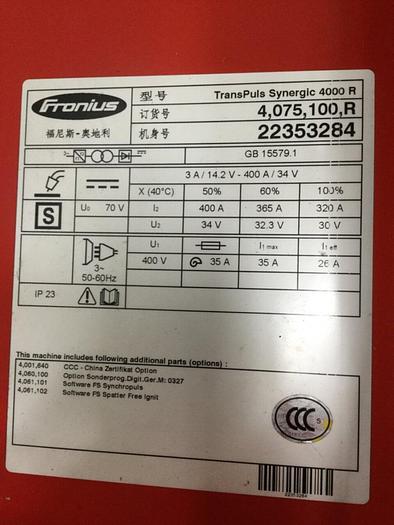 Fronius
福尼斯-奥地利
型号 TransPuls Synergic 4000 R
订货号 4,075,100,R
机身号 22353284
GB 15579.1
3 A / 14.2 V - 400 A / 34 V
X (40°C) 50% 60% 100%
S U0 70 V I2 400 A 365 A 320 A
U2 34 V 32.3 V 30 V
U1 I1 max I1 eff
3~ 50-60Hz 400 V 35 A 35 A 26 A
IP 23
This machine includes following additional parts (options) :
4,001,640 CCC - China Zertifikat Option
4,060,100 Option Sonderprog.Digit.Ger.M: 0327
4,061,101 Software FS Synchropuls
4,061,102 Software FS Spatter Free Ignit
CCC
22353284